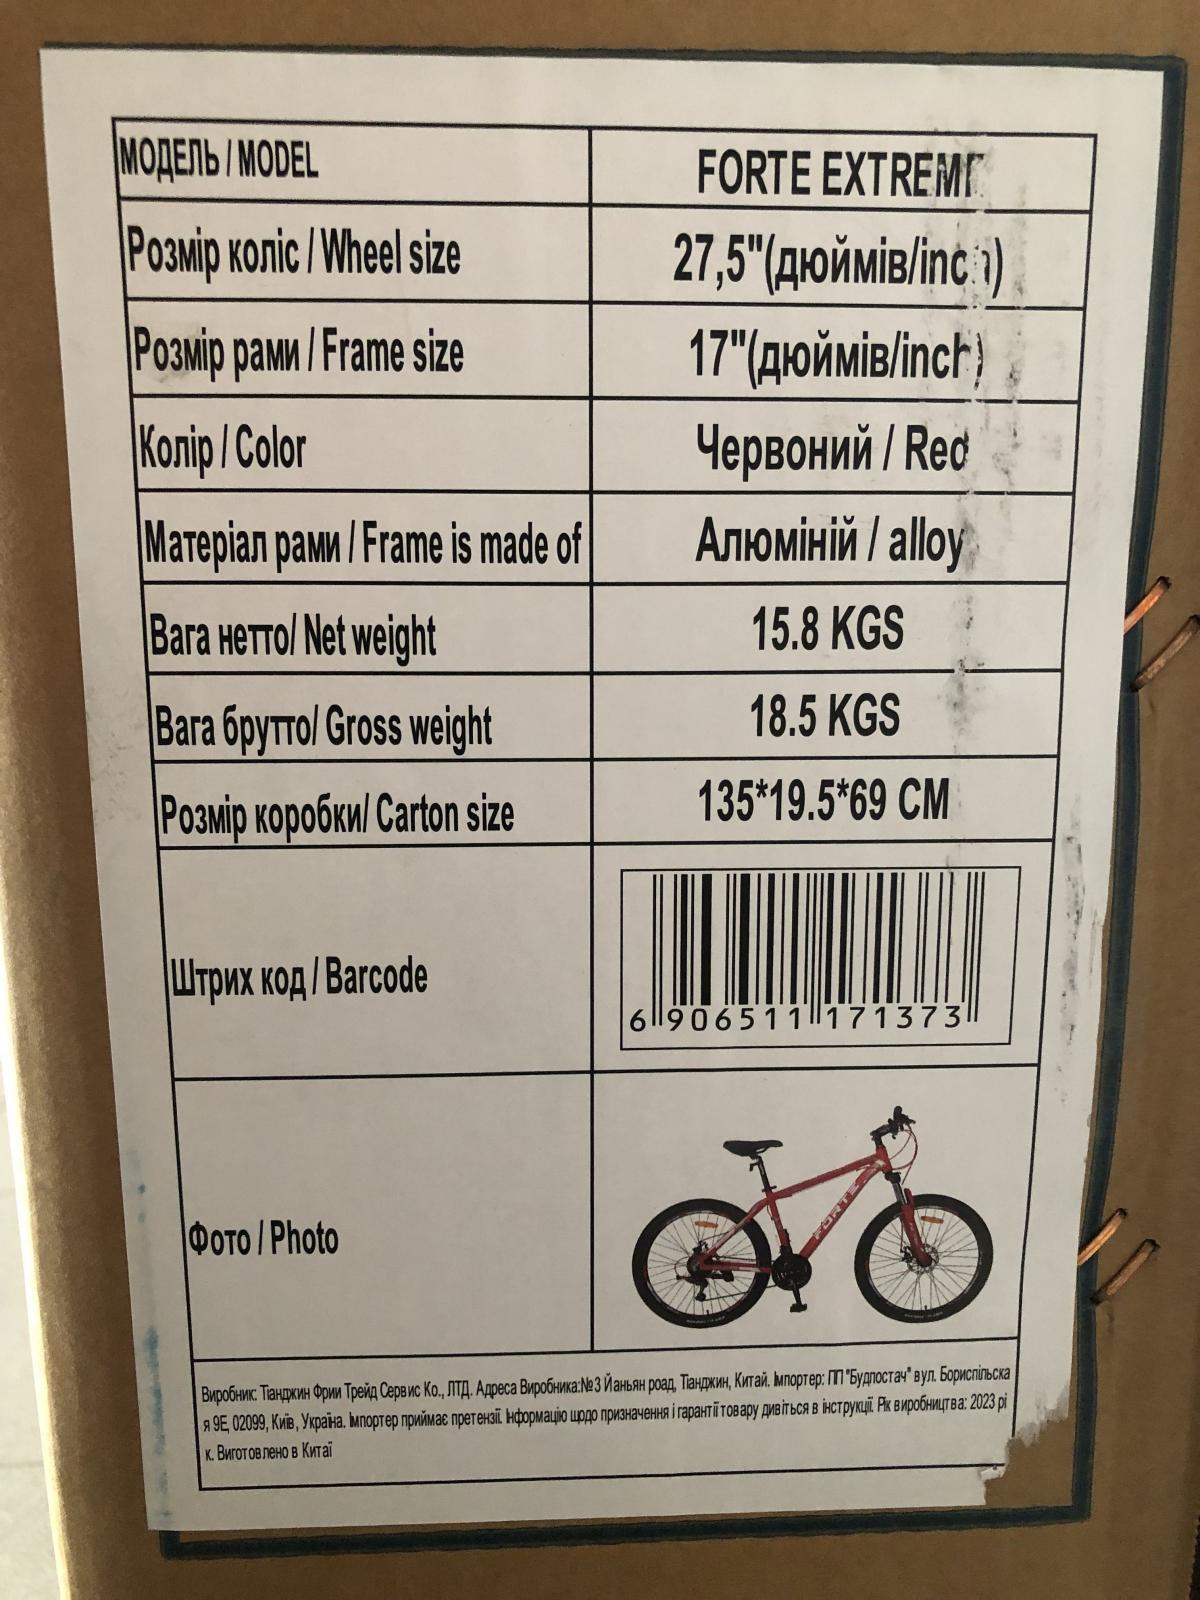 МОДЕЛЬ / MODEL
FORTE EXTREME
Розмір коліс / Wheel size
27,5"(дюймів/inch)
Розмір рами / Frame size
17"(дюймів/inch)
Колір / Color
Червоний / Red
Матеріал рами / Frame is made of
Алюміній / alloy
Вага нетто/ Net weight
15.8 KGS
Вага брутто/ Gross weight
18.5 KGS
Розмір коробки/ Carton size
135*19.5*69 CM
Штрих код / Barcode
6 906511 171373
Фото / Photo
FORTE
Виробник: Тіанджин Фрии Трейд Сервис Ко., ЛТД. Адреса Виробника:№3 Йаньян роад, Тіанджин, Китай. Імпортер: ПП "Будпостач" вул. Бориспільська
я 9Е, 02099, Київ, Україна. Імпортер приймає претензії. Інформацію щодо призначення і гарантії товару дивіться в інструкції. Рік виробництва: 2023 рі
к. Виготовлено в Китаї